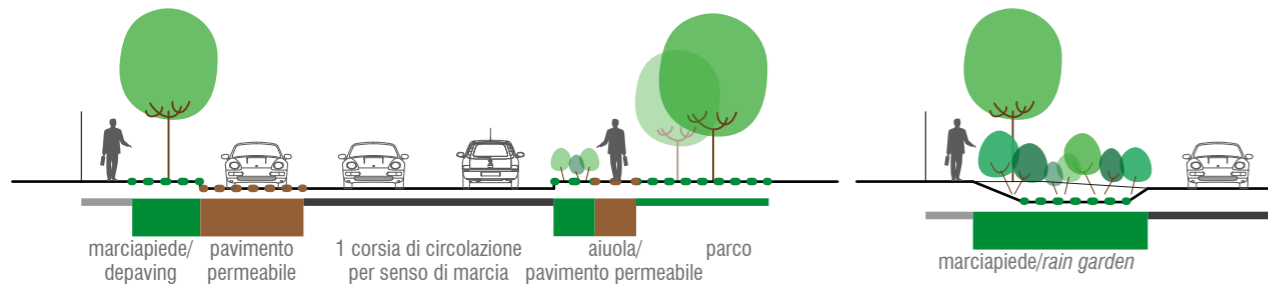 marciapiede/
depaving
pavimento
permeabile
1 corsia di circolazione
per senso di marcia
aiuola/
pavimento permeabile
parco
marciapiede/rain garden